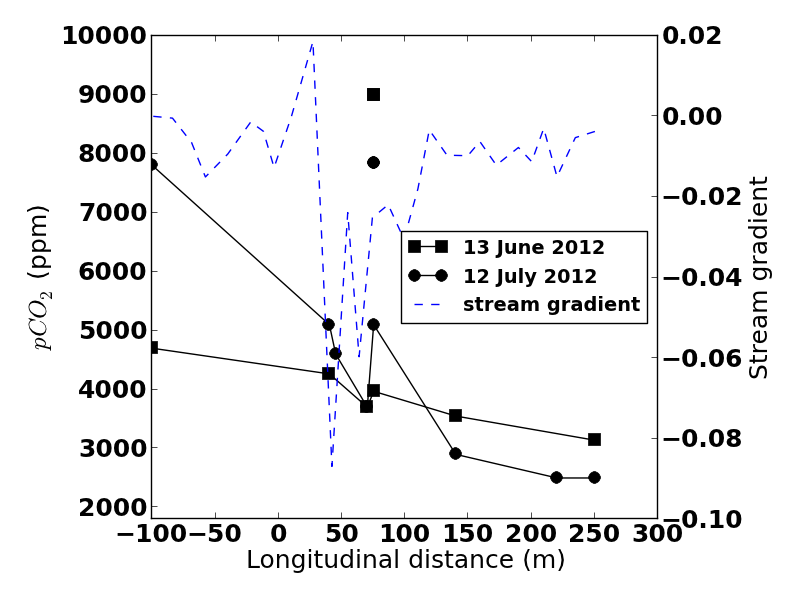 10000
9000
8000
7000
6000
5000
4000
3000
2000
pCO2 (ppm)
0.02
0.00
−0.02
−0.04
−0.06
−0.08
−0.10
Stream gradient
13 June 2012
12 July 2012
stream gradient
−100 −50 0 50 100 150 200 250 300
Longitudinal distance (m)